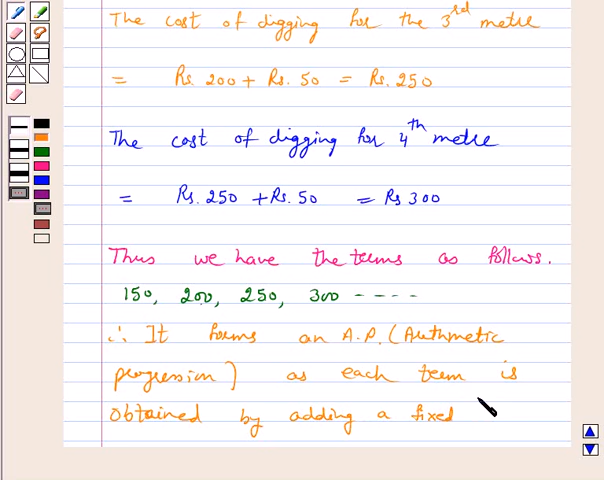 The cost of digging for the 3rd metre
= Rs. 200 + Rs. 50 = Rs. 250
The cost of digging for 4th metre
= Rs. 250 + Rs. 50 = Rs 300
Thus we have the terms as follows.
150, 200, 250, 300 ----
∴ It forms an A.P. (Arithmetic
progression) as each term is
obtained by adding a fixed